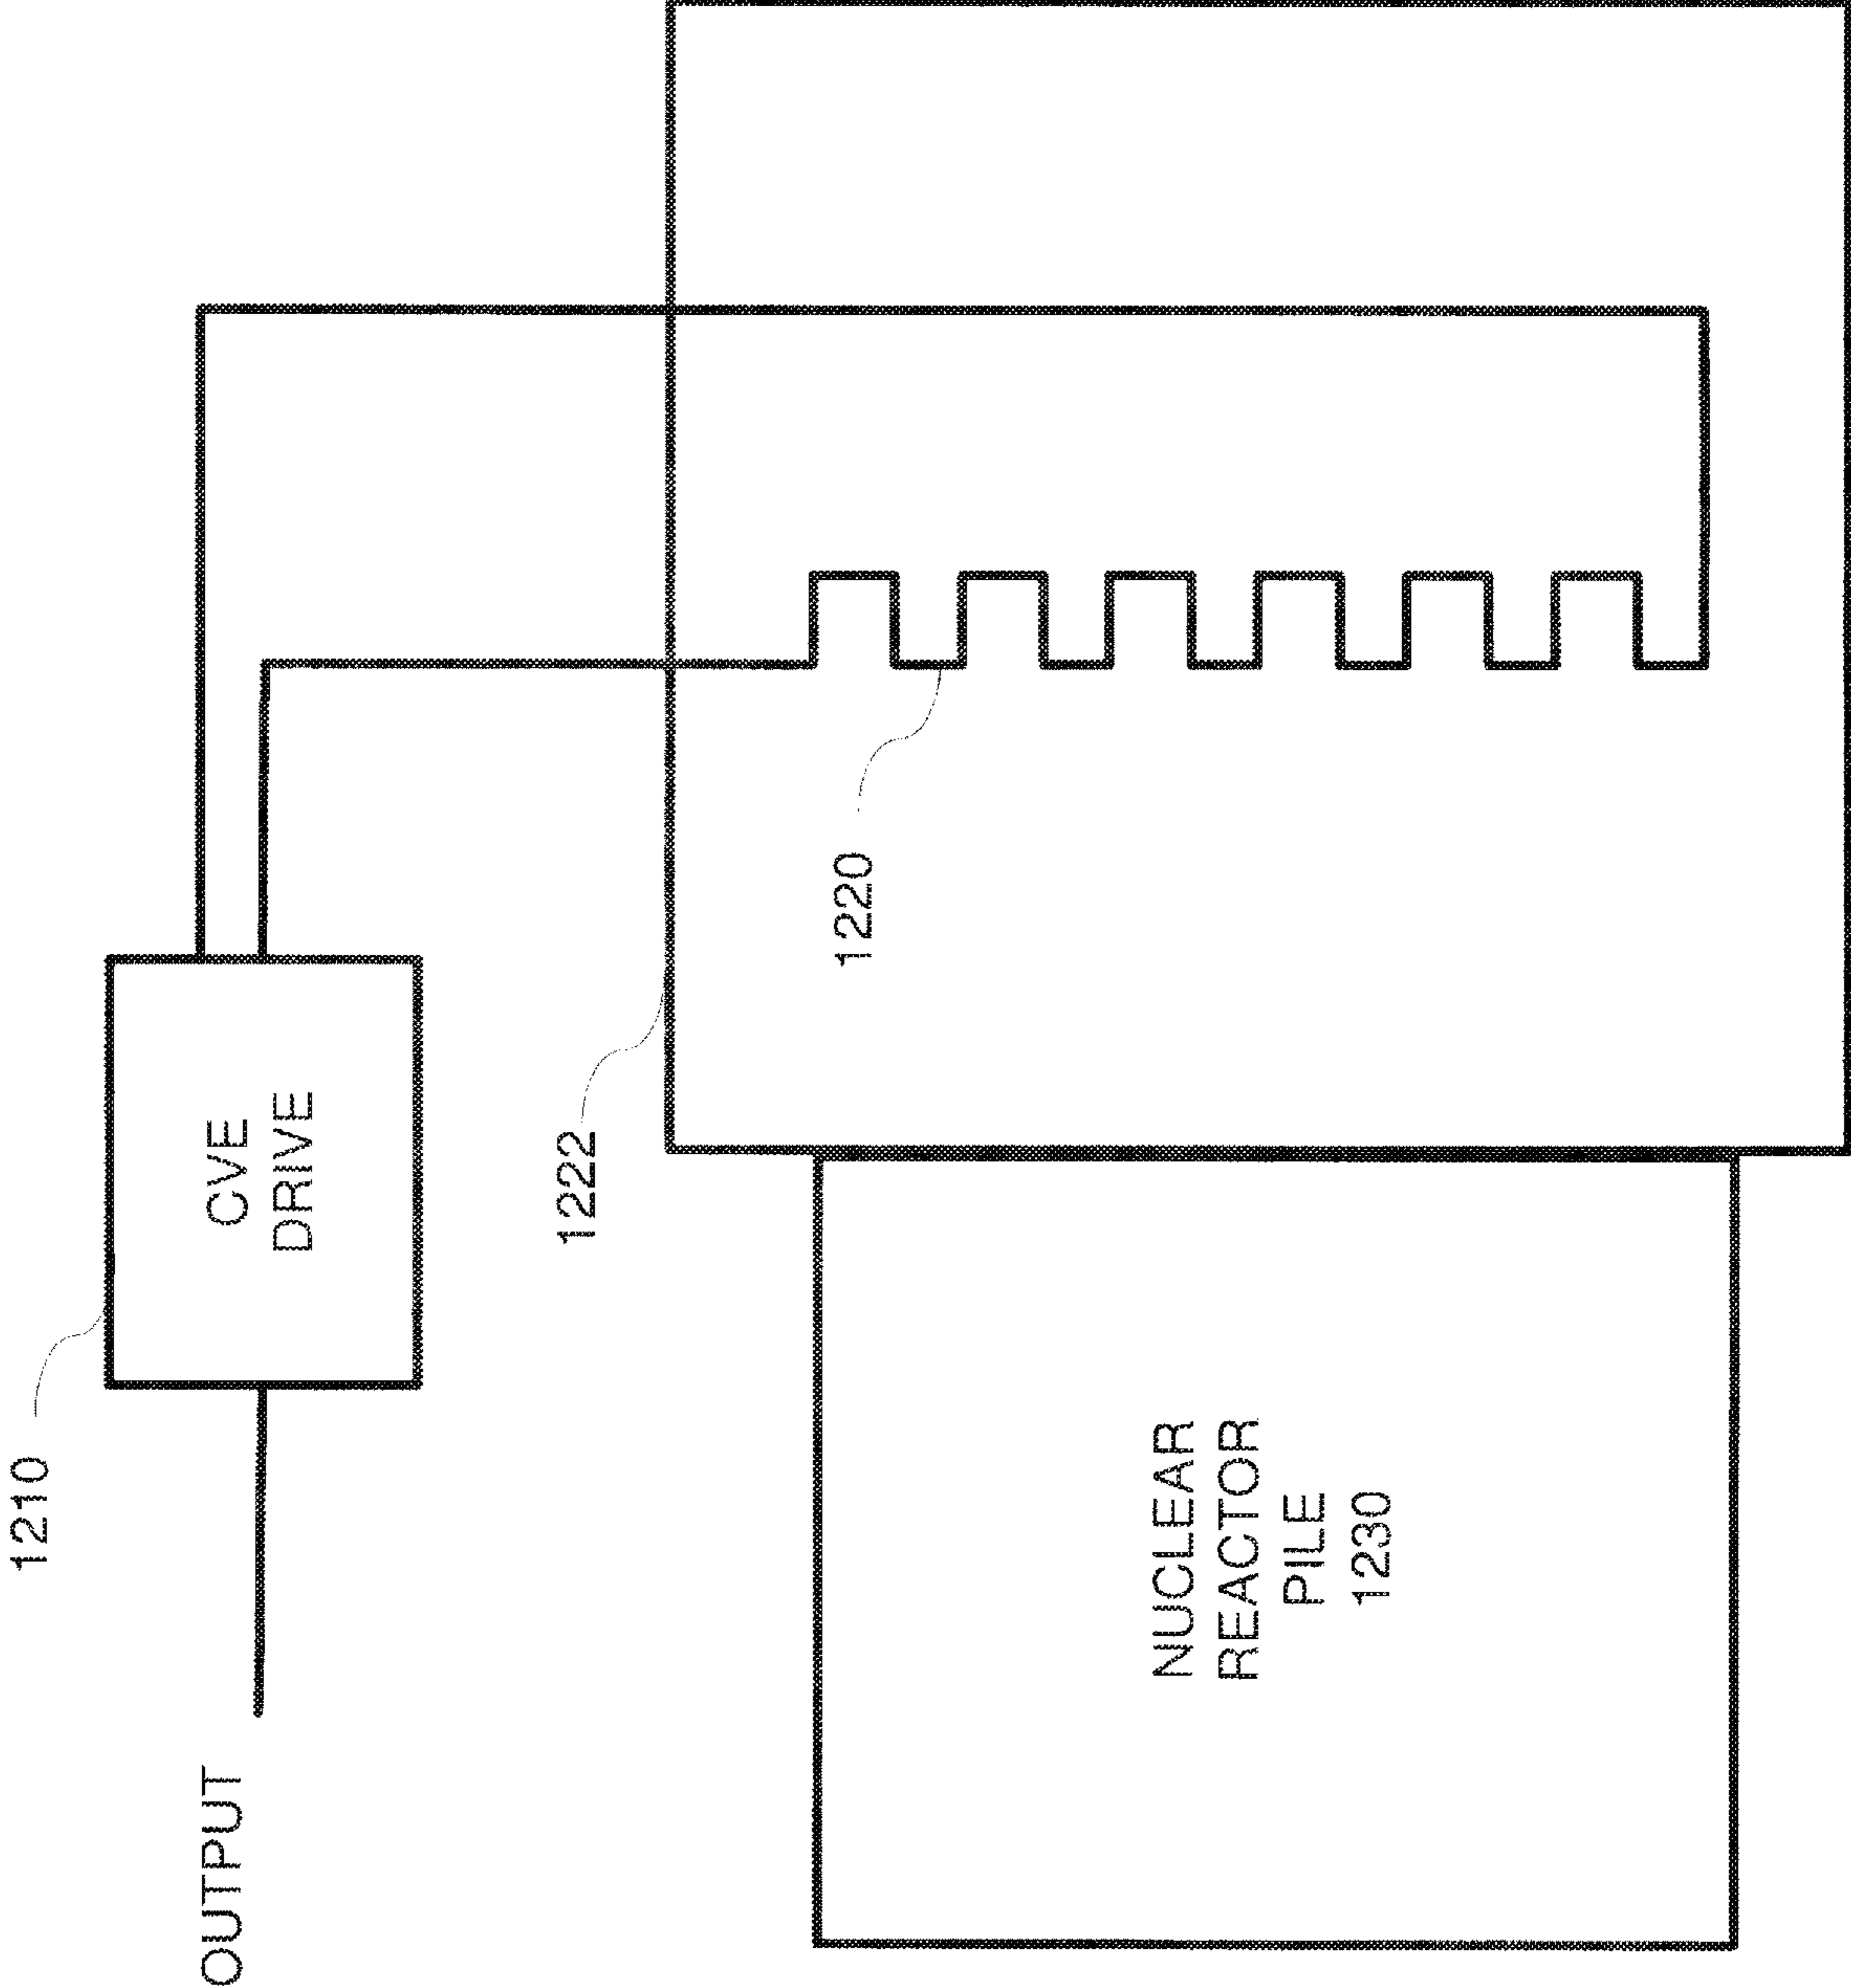 OUTPUT
1210
CVE
DRIVE
1222
1220
NUCLEAR
REACTOR
PILE
1230